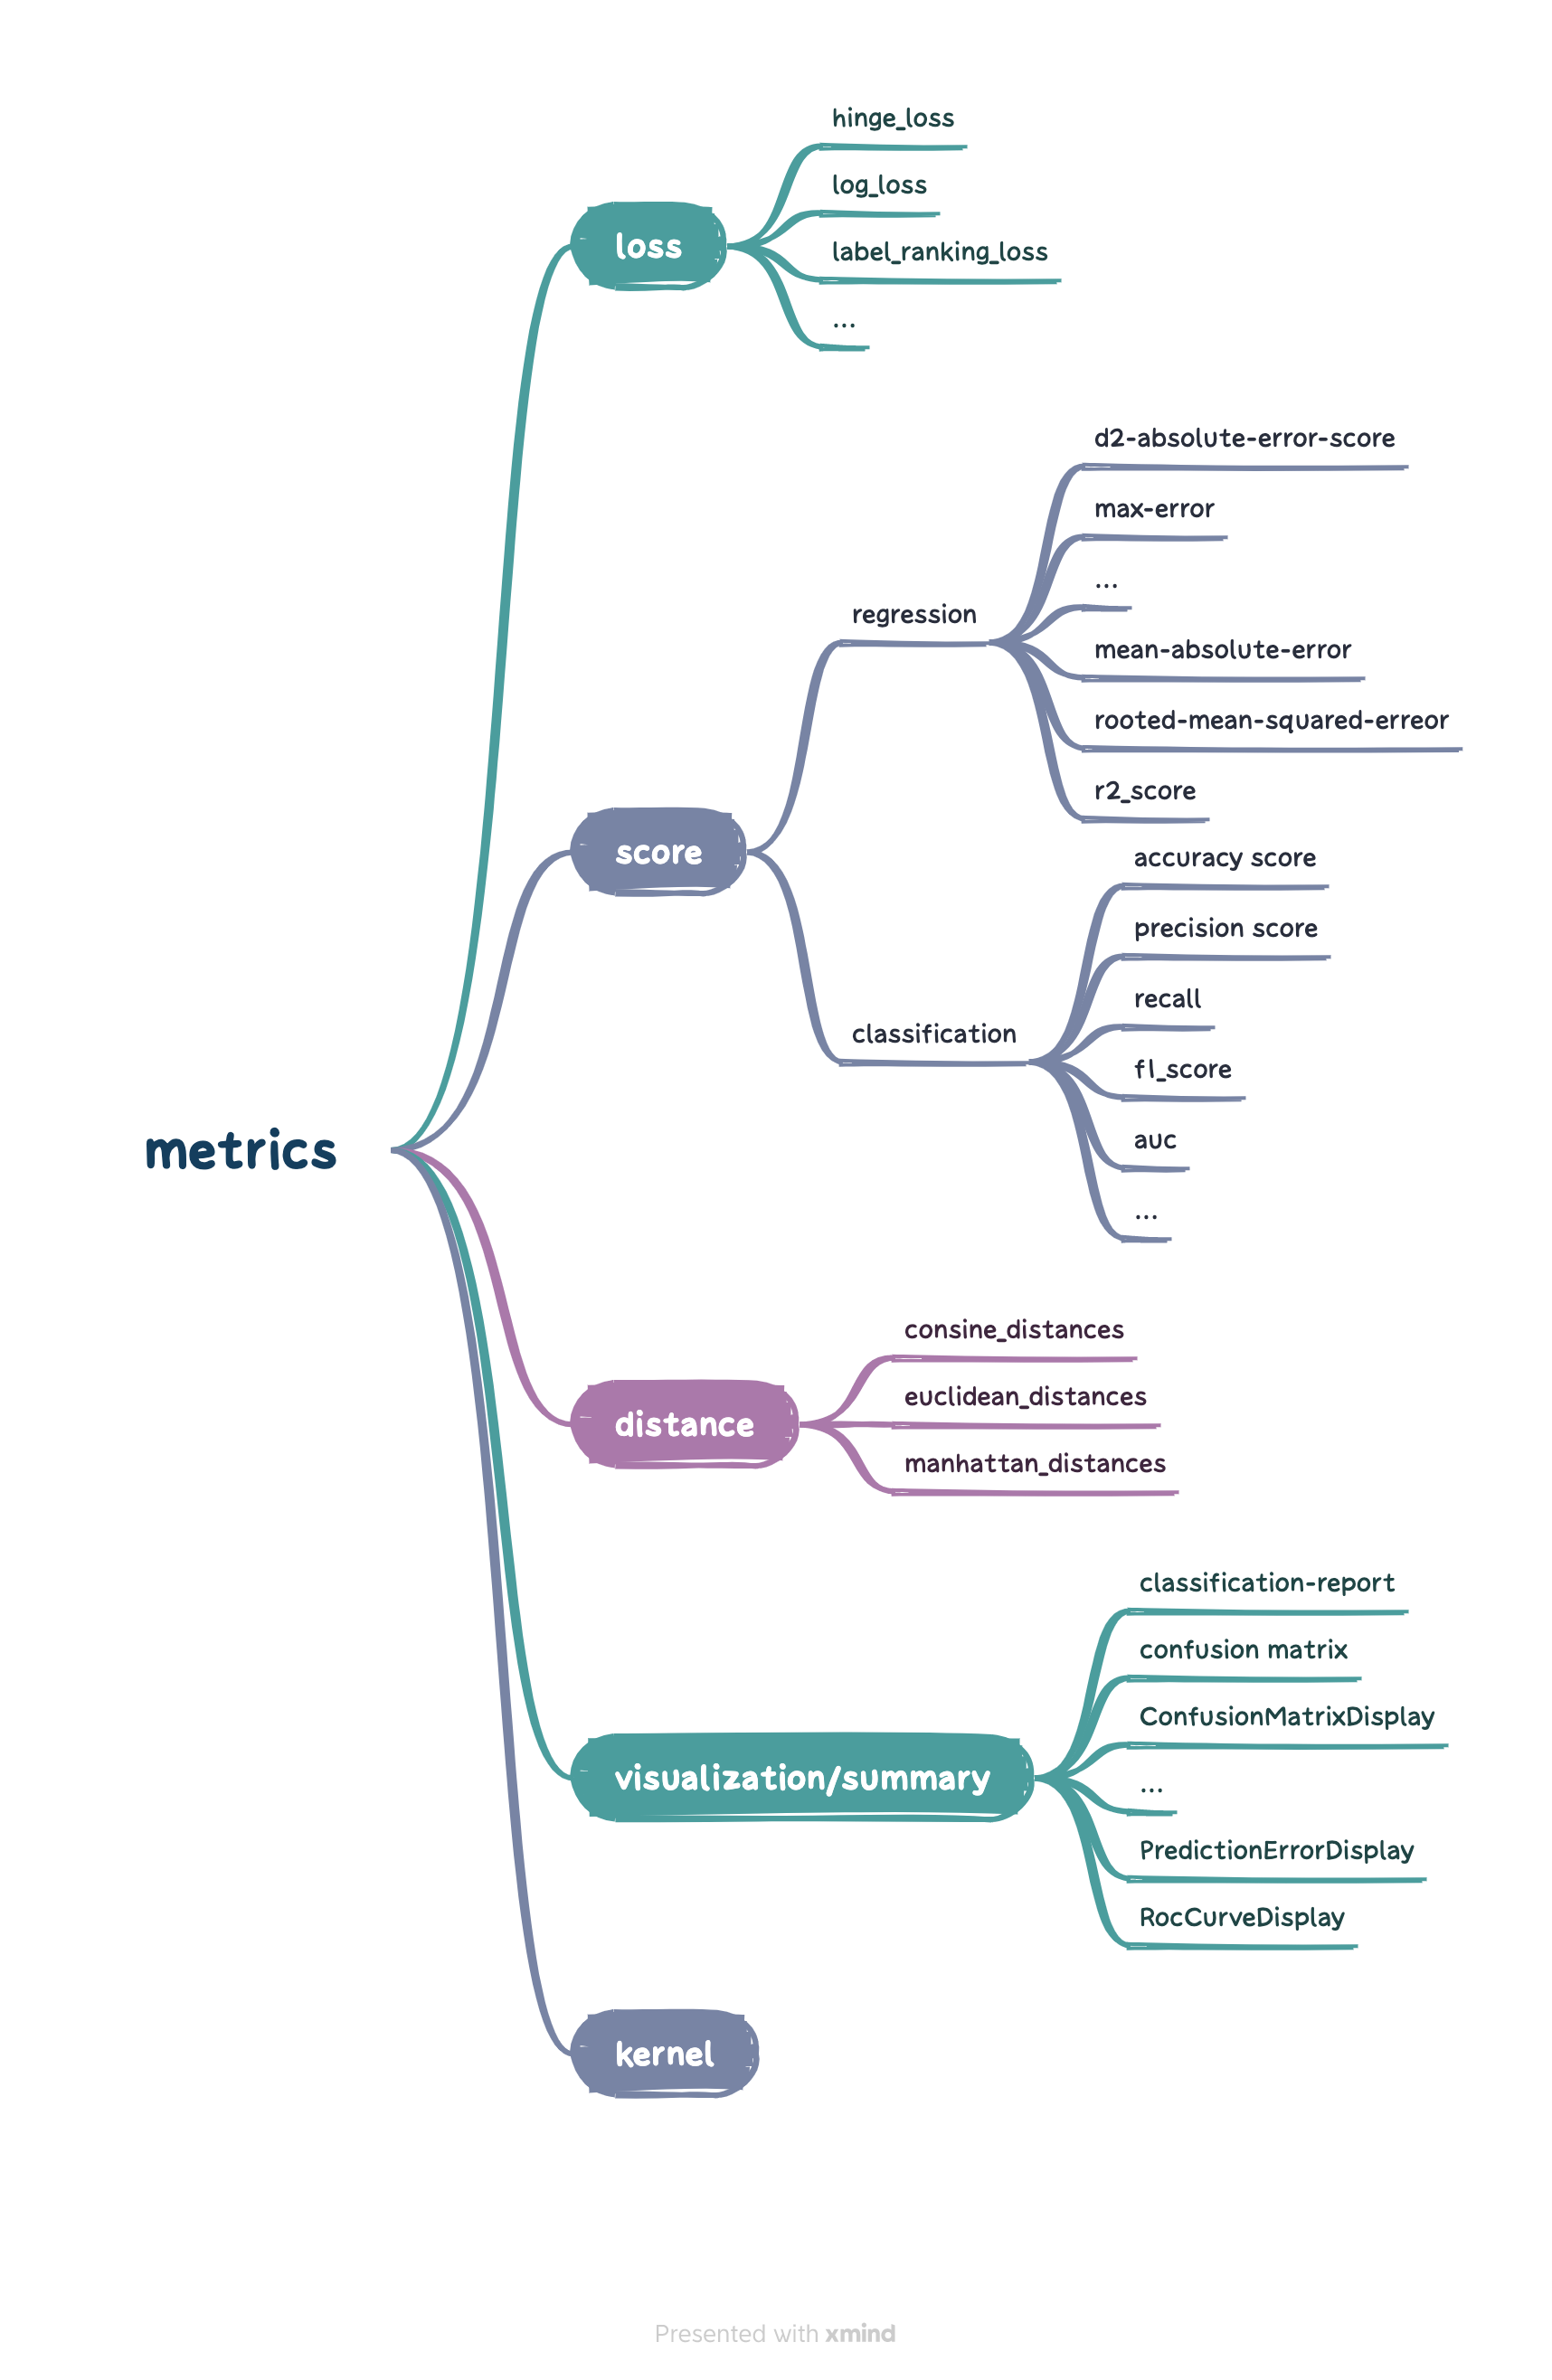 metrics
loss
hinge_loss
log_loss
label_ranking_loss
...
score
regression
d2-absolute-error-score
max-error
...
mean-absolute-error
rooted-mean-squared-erreor
r2_score
classification
accuracy score
precision score
recall
f1_score
auc
...
distance
consine_distances
euclidean_distances
manhattan_distances
visualization/summary
classification-report
confusion matrix
ConfusionMatrixDisplay
...
PredictionErrorDisplay
RocCurveDisplay
kernel
Presented with xmind